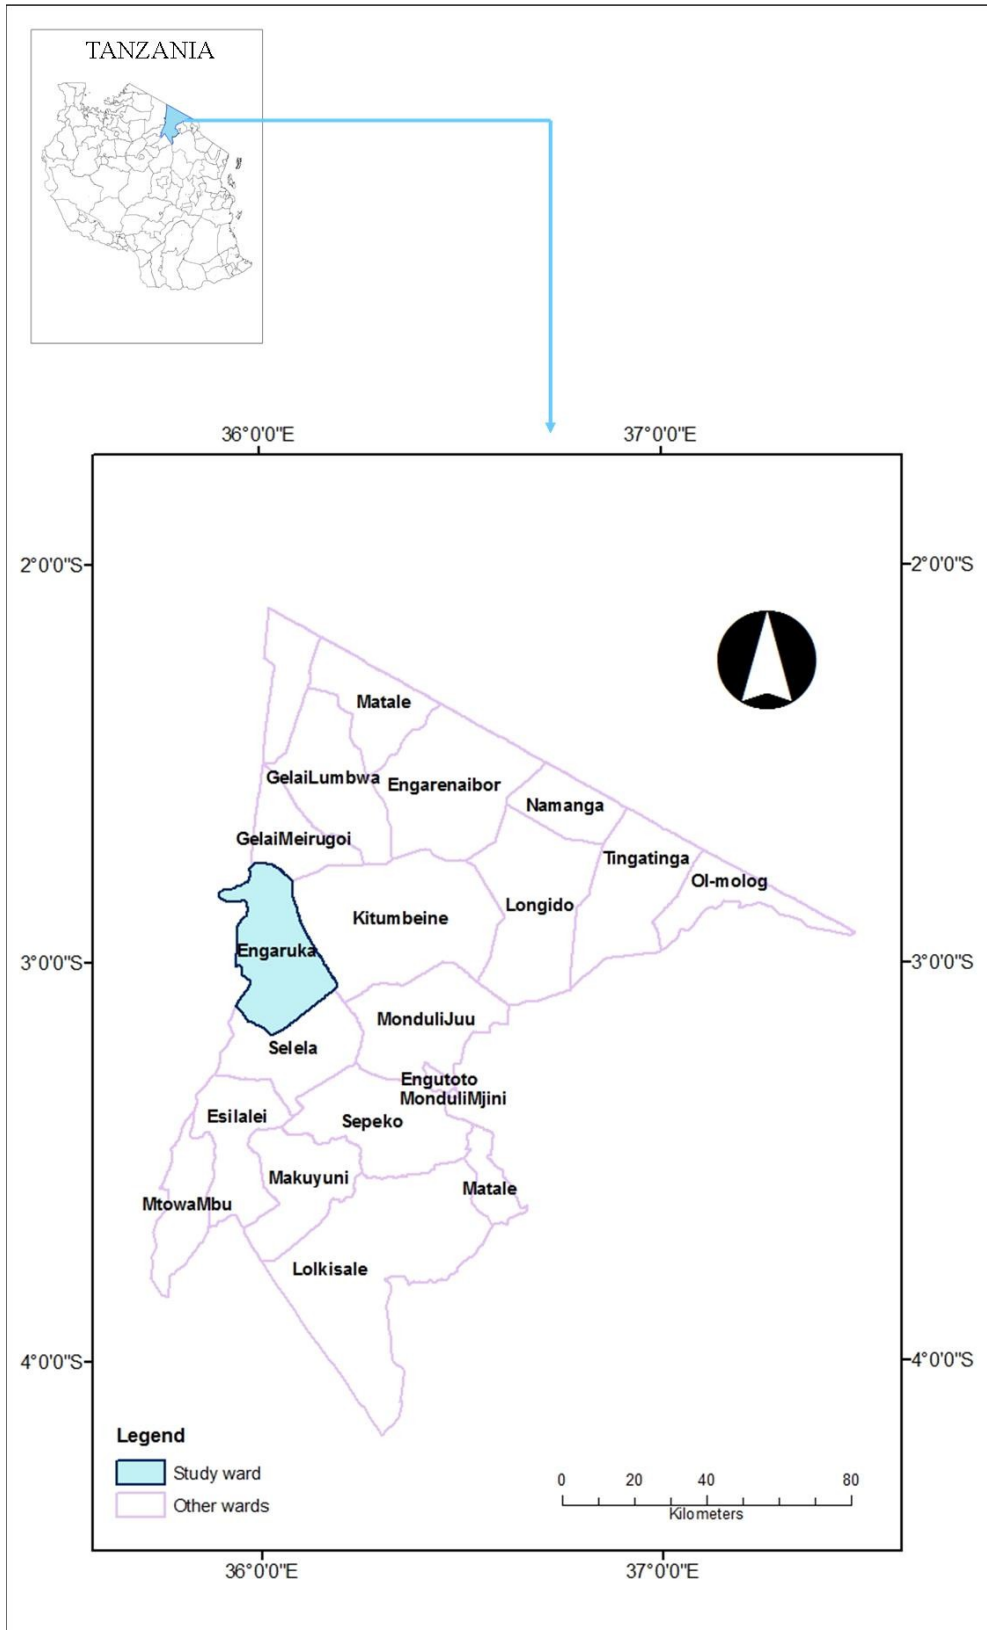 TANZANIA
36°0'0"E
37°0'0"E
2°0'0"S
2°0'0"S
Matale
GelaiLumbwa
Engarenaibor
Namanga
GelaiMeirugoi
Tingatinga
Ol-molog
Longido
Kitumbeine
Engaruka
3°0'0"S
3°0'0"S
MonduliJuu
Selela
Engutoto
MonduliMjini
Esilalei
Sepeko
Makuyuni
Matale
MtowaMbu
Lolkisale
4°0'0"S
4°0'0"S
Legend
Study ward
Other wards
0 20 40 80
Kilometers
36°0'0"E
37°0'0"E